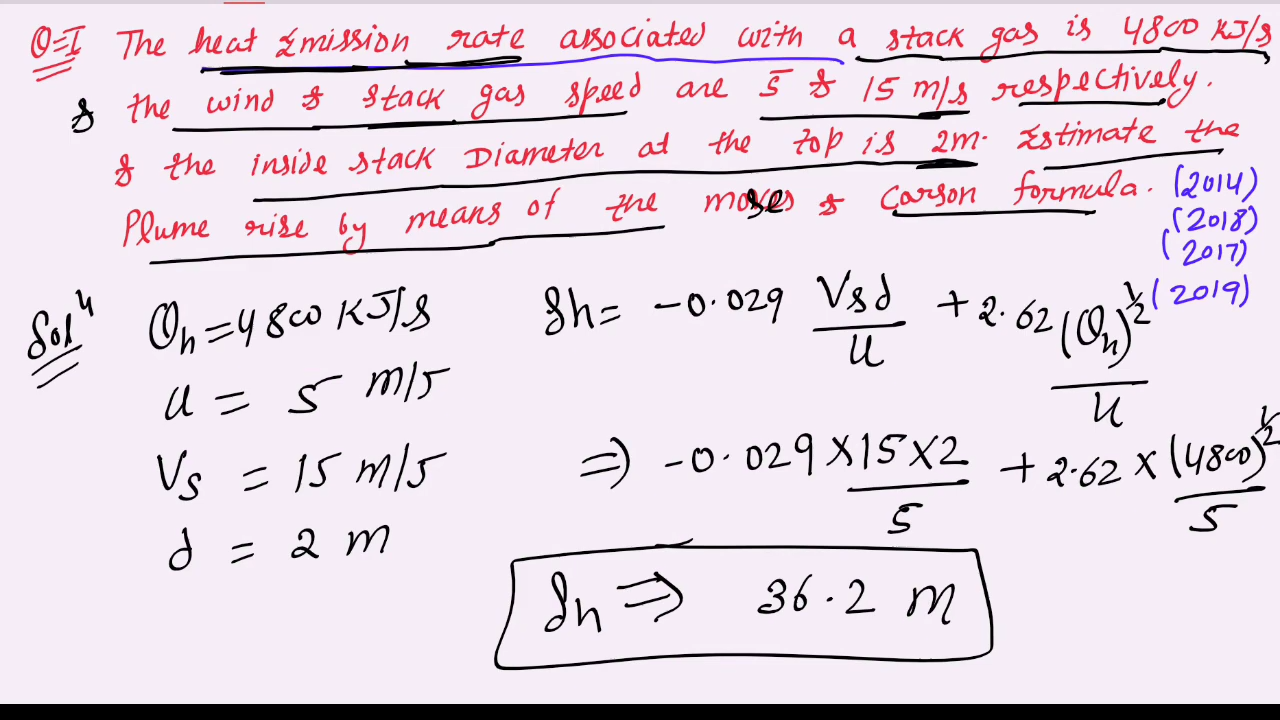 Q=1 The heat Emission rate associated with a stack gas is 4800 KJ/s
& the wind & stack gas speed are 5 & 15 m/s respectively.
& the inside stack Diameter at the top is 2m. Estimate the
Plume rise by means of the moses & Carson formula.
(2014)
(2018)
(2017)
(2019)
Solⁿ
Qh = 4800 KJ/s
U = 5 m/s
Vs = 15 m/s
d = 2 m
δh = -0.029 Vsd/U + 2.62 (Qh)^1/2/U
=> -0.029 × 15×2/5 + 2.62 × (4800)^1/2/5
δh => 36.2 m